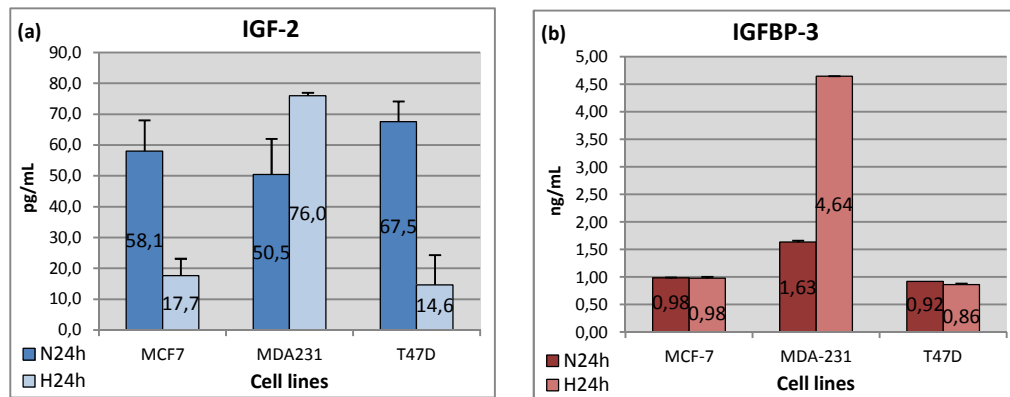 (a)
IGF-2
90,0
80,0
70,0
60,0
50,0
40,0
30,0
20,0
10,0
0,0
pg/mL
58,1
17,7
50,5
76,0
67,5
14,6
MCF7 MDA231 T47D
N24h
H24h
Cell lines
(b)
IGFBP-3
5,00
4,50
4,00
3,50
3,00
2,50
2,00
1,50
1,00
0,50
0,00
ng/mL
0,98
0,98
1,63
4,64
0,92
0,86
MCF-7 MDA-231 T47D
N24h
H24h
Cell lines